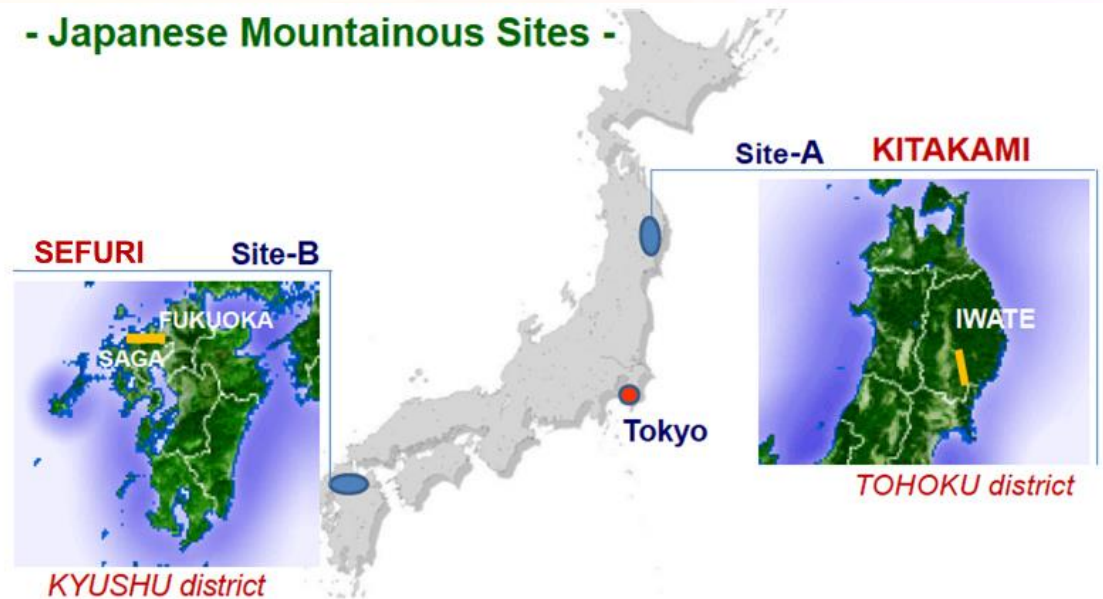 - Japanese Mountainous Sites -
Site-A KITAKAMI
SEFURI Site-B
FUKUOKA
SAGA
IWATE
Tokyo
TOHOKU district
KYUSHU district